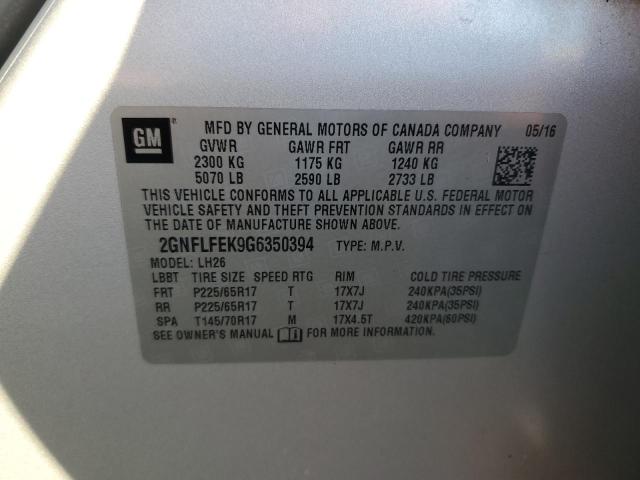 GM
MFD BY GENERAL MOTORS OF CANADA COMPANY 05/16
GVWR GAWR FRT GAWR RR
2300 KG 1175 KG 1240 KG
5070 LB 2590 LB 2733 LB
THIS VEHICLE CONFORMS TO ALL APPLICABLE U.S. FEDERAL MOTOR
VEHICLE SAFETY AND THEFT PREVENTION STANDARDS IN EFFECT ON
THE DATE OF MANUFACTURE SHOWN ABOVE.
2GNFLFEK9G6350394 TYPE: M.P.V.
MODEL: LH26
LBBT TIRE SIZE SPEED RTG RIM COLD TIRE PRESSURE
FRT P225/65R17 T 17X7J 240KPA(35PSI)
RR P225/65R17 T 17X7J 240KPA(35PSI)
SPA T145/70R17 M 17X4.5T 420KPA(60PSI)
SEE OWNER'S MANUAL FOR MORE INFORMATION.